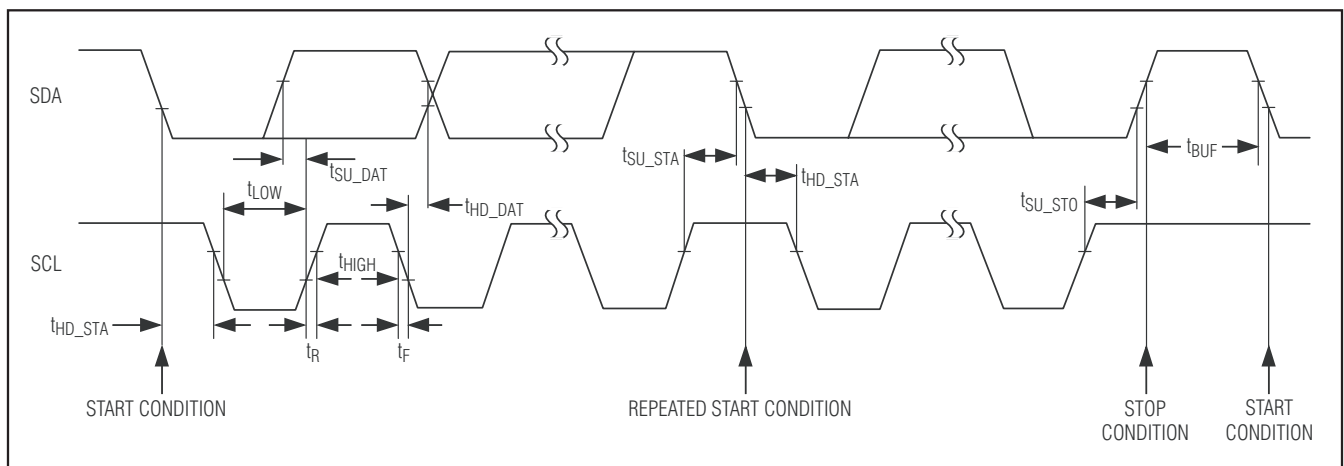 SDA
tSU_DAT
tLOW
tHD_DAT
tSU_STA
tHD_STA
tBUF
tSU_STO
SCL
tHIGH
tHD_STA
tR
tF
START CONDITION
REPEATED START CONDITION
STOP
CONDITION
START
CONDITION